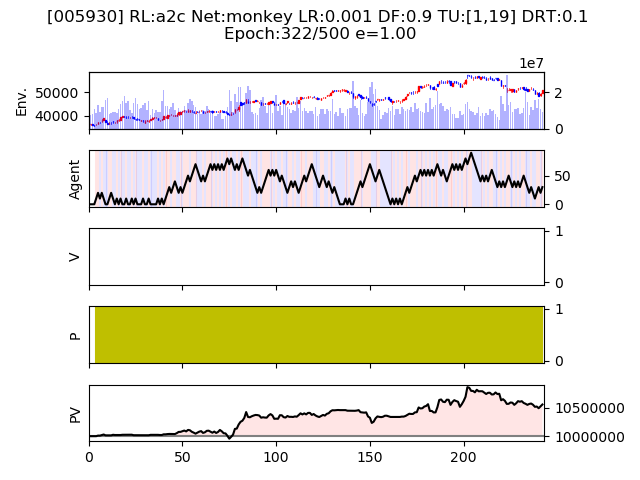 [005930] RL:a2c Net:monkey LR:0.001 DF:0.9 TU:[1,19] DRT:0.1
Epoch:322/500 e=1.00
1e7
Env.
50000
40000
2
0
Agent
50
0
V
1
0
P
1
0
PV
10500000
10000000
0
50
100
150
200